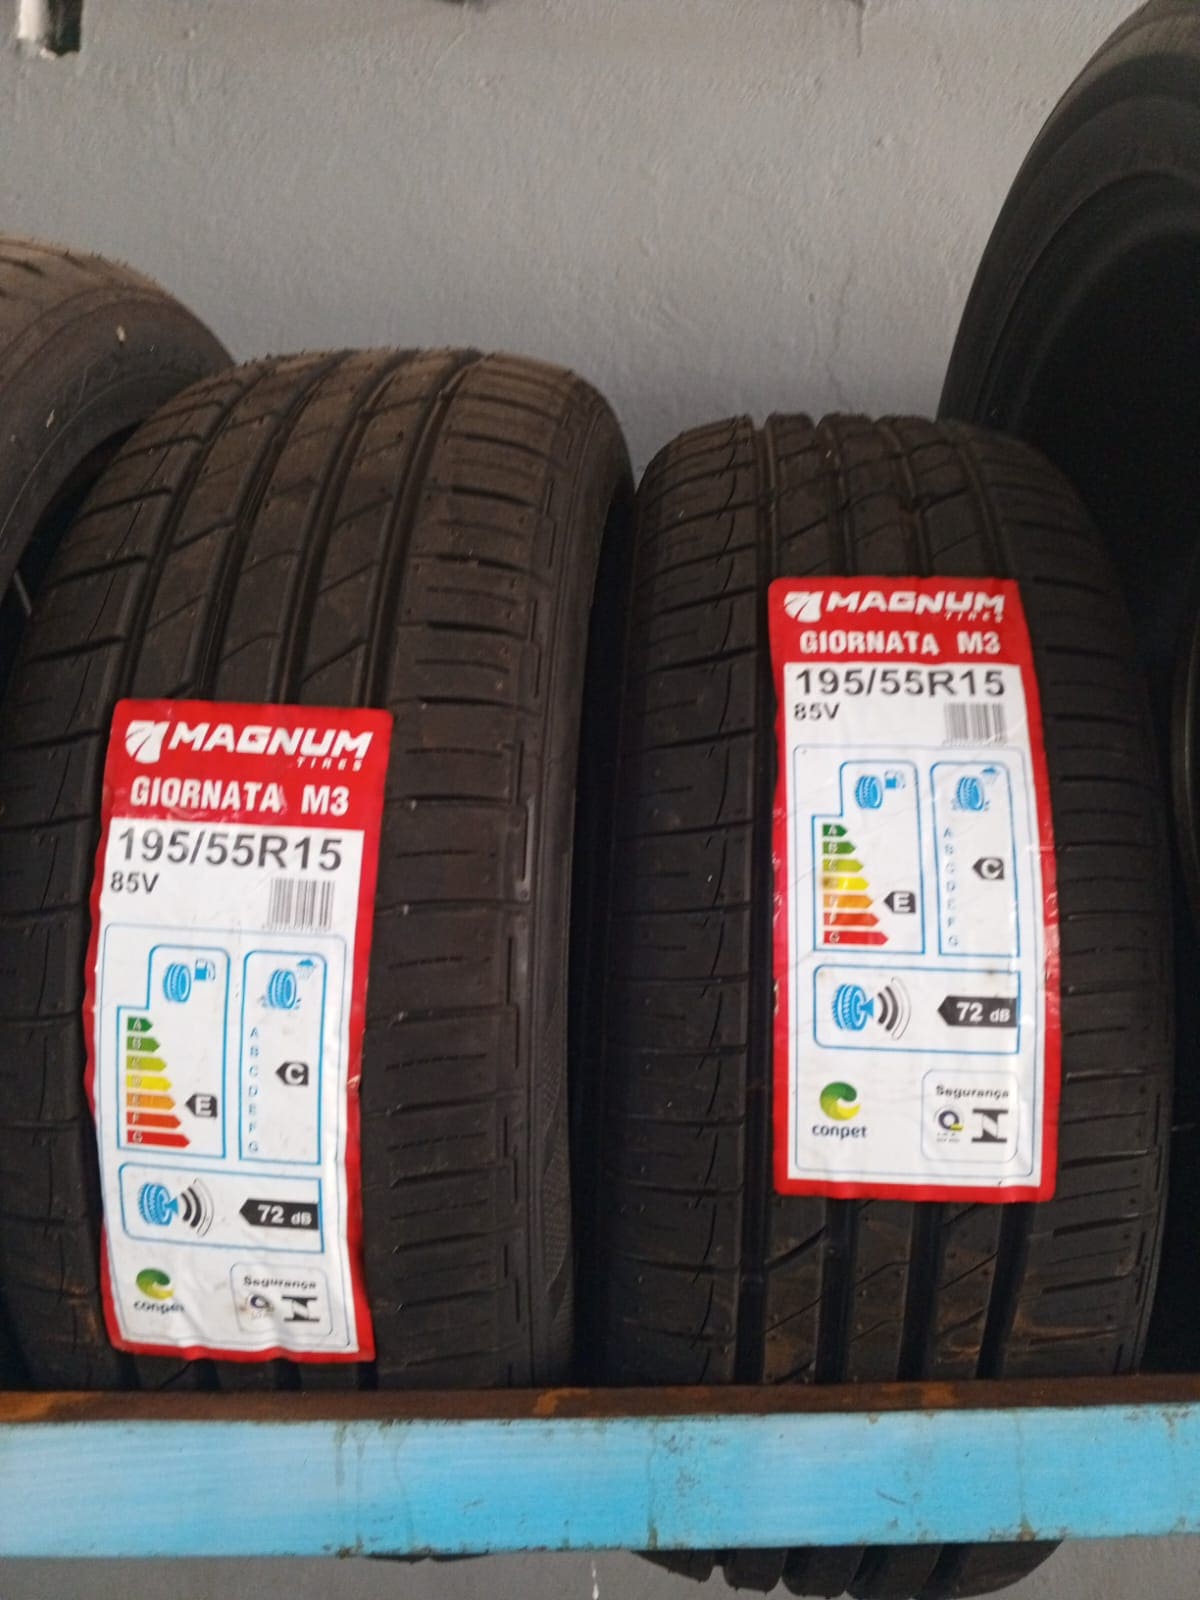 MAGNUM
TIRES
GIORNATA M3
195/55R15
85V
A
B
C
D
E
F
G
E
A
B
C
D
E
F
G
C
72 dB
conpet
Segurança
MAGNUM
TIRES
GIORNATA M3
195/55R15
85V
A
B
C
D
E
F
G
E
A
B
C
D
E
F
G
C
72 dB
conpet
Segurança